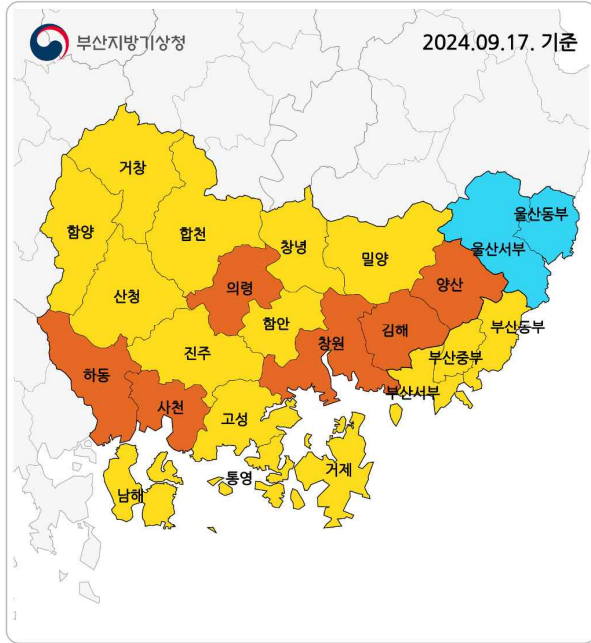 부산지방기상청
2024.09.17. 기준
거창
함양
합천
창녕
밀양
울산동부
울산서부
산청
의령
양산
함안
창원
김해
부산동부
진주
부산중부
하동
사천
고성
부산서부
남해
통영
거제